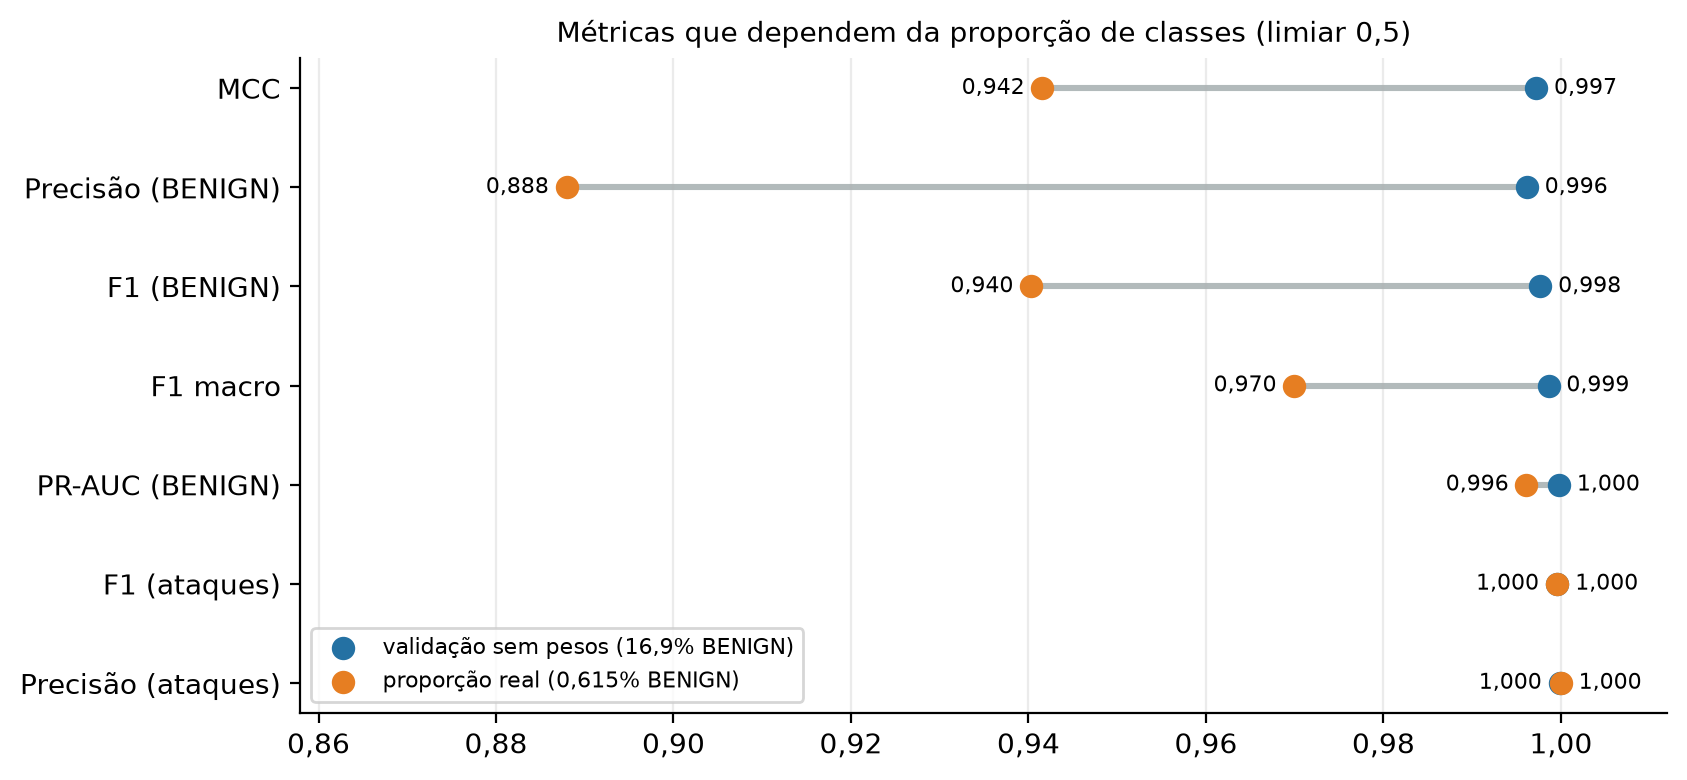 Métricas que dependem da proporção de classes (limiar 0,5)
MCC
0,942
0,997
Precisão (BENIGN)
0,888
0,996
F1 (BENIGN)
0,940
0,998
F1 macro
0,970
0,999
PR-AUC (BENIGN)
0,996
1,000
F1 (ataques)
1,000
1,000
Precisão (ataques)
1,000
1,000
validação sem pesos (16,9% BENIGN)
proporção real (0,615% BENIGN)
0,86
0,88
0,90
0,92
0,94
0,96
0,98
1,00